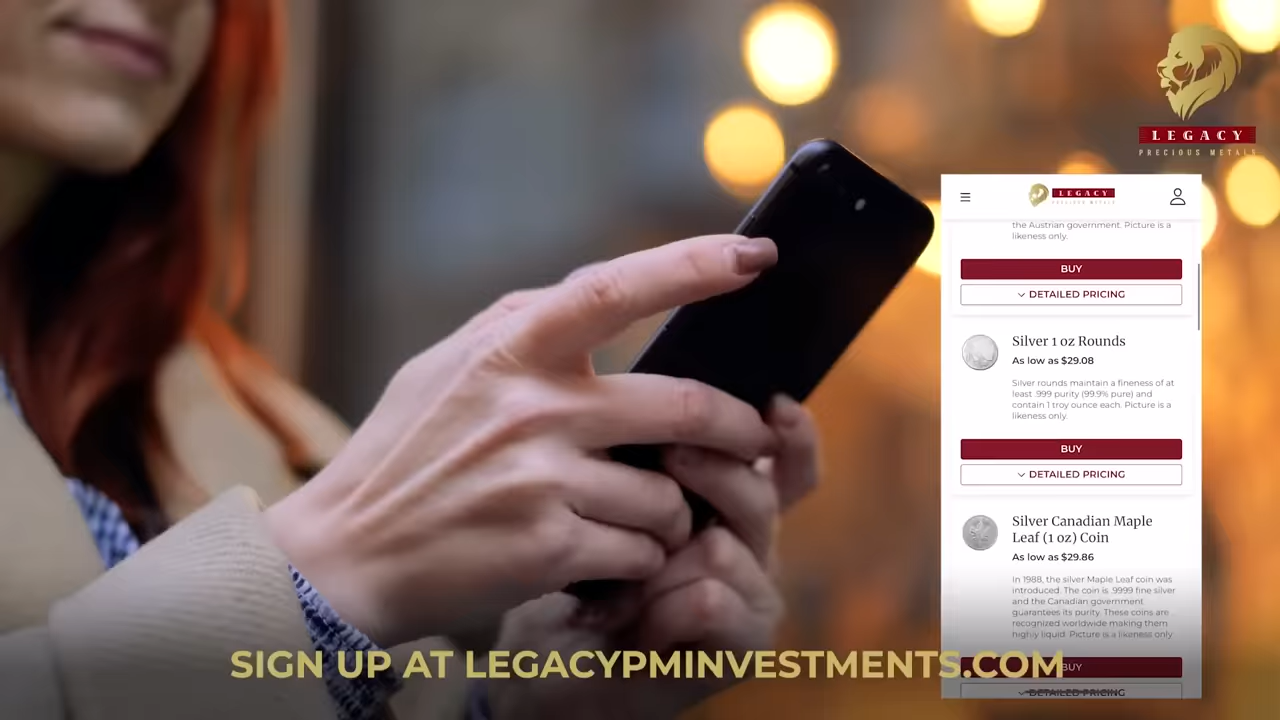 LEGACY
PRECIOUS METALS
LEGACY
PRECIOUS METALS
the Austrian government. Picture is a
likeness only.
BUY
DETAILED PRICING
Silver 1 oz Rounds
As low as $29.08
Silver rounds maintain a fineness of at
least .999 purity (99.9% pure) and
contain 1 troy ounce each. Picture is a
likeness only.
BUY
DETAILED PRICING
Silver Canadian Maple
Leaf (1 oz) Coin
As low as $29.86
In 1988, the silver Maple Leaf coin was
introduced. The coin is .9999 fine silver
and the Canadian government
guarantees its purity. These coins are
recognized worldwide making them
highly liquid. Picture is a likeness only
BUY
DETAILED PRICING
SIGN UP AT LEGACYPMINVESTMENTS.COM